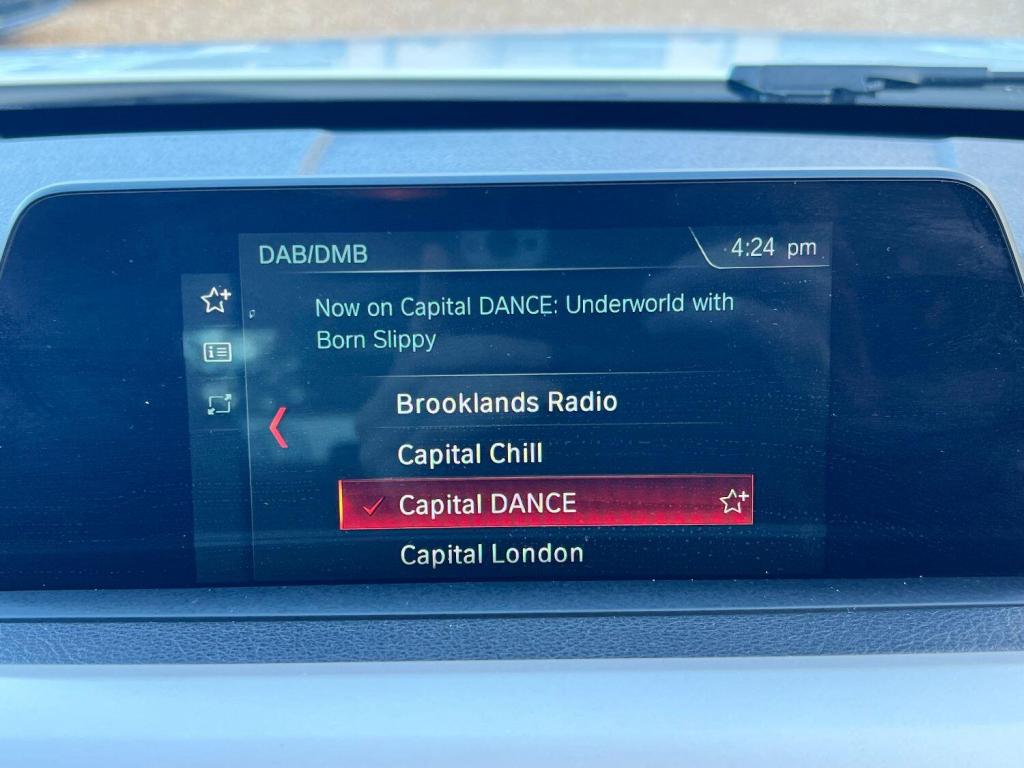 DAB/DMB
4:24 pm
Now on Capital DANCE: Underworld with
Born Slippy
Brooklands Radio
Capital Chill
Capital DANCE
Capital London